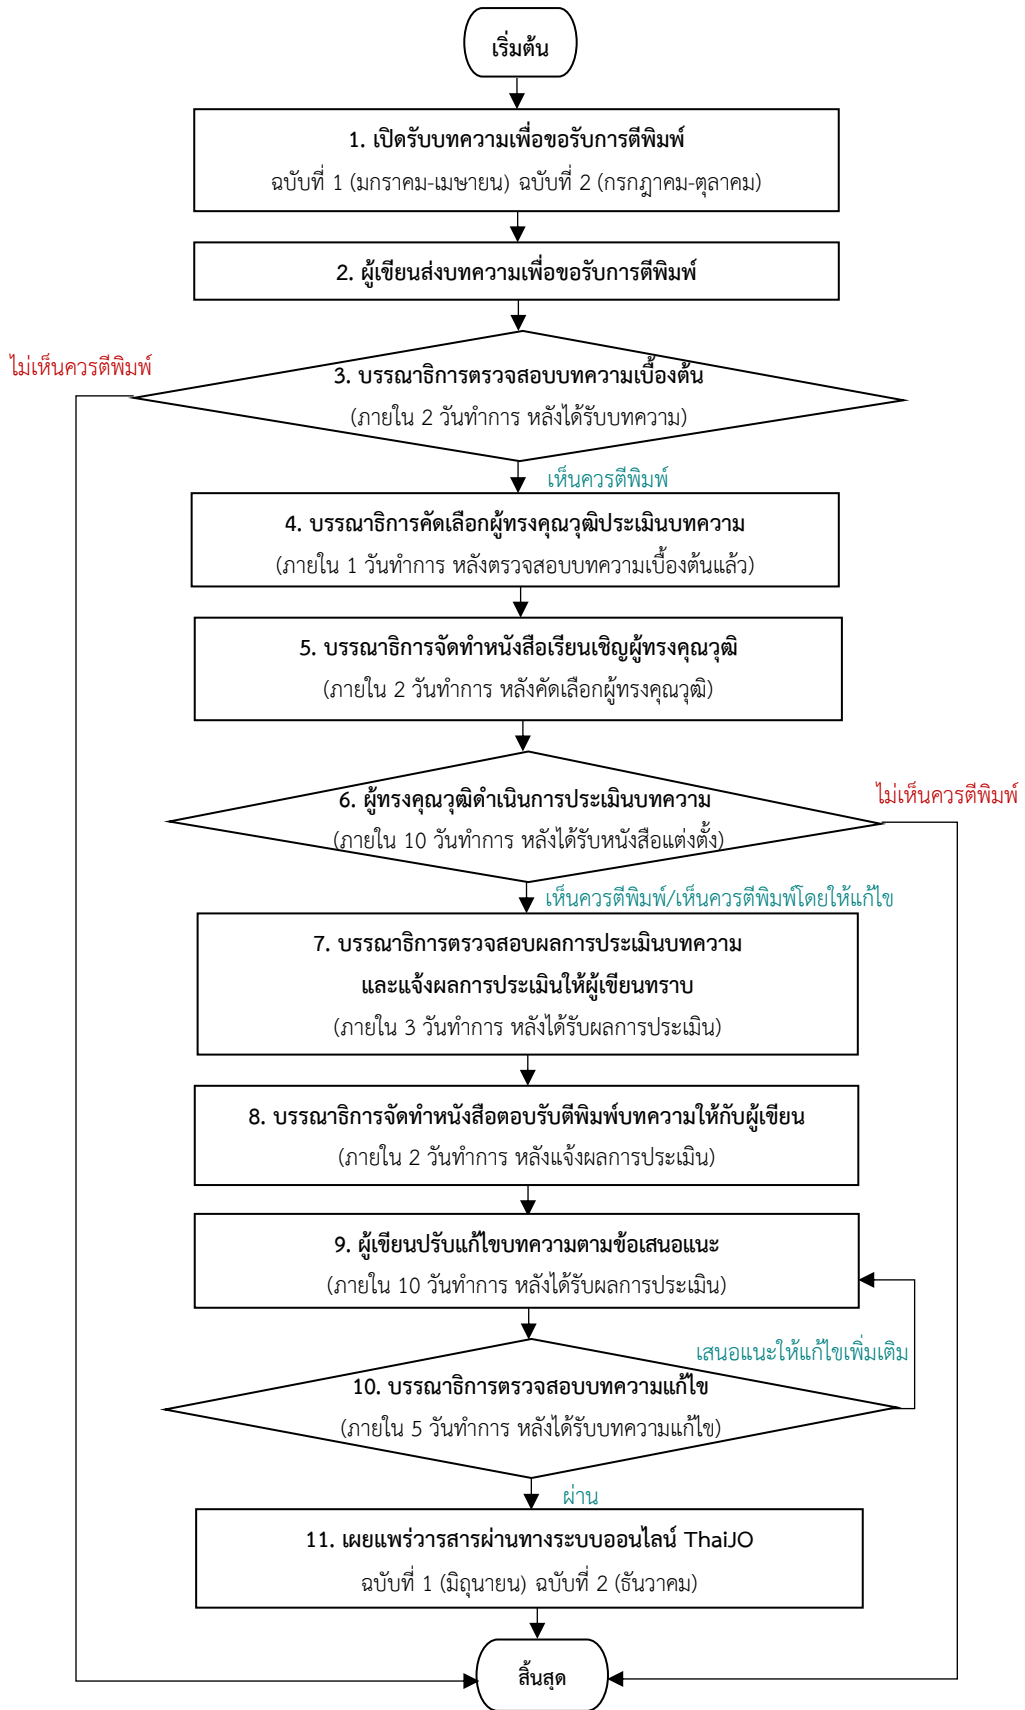 เริ่มต้น
1. เปิดรับบทความเพื่อขอรับการตีพิมพ์
ฉบับที่ 1 (มกราคม-เมษายน) ฉบับที่ 2 (กรกฎาคม-ตุลาคม)
2. ผู้เขียนส่งบทความเพื่อขอรับการตีพิมพ์
ไม่เห็นควรตีพิมพ์
3. บรรณาธิการตรวจสอบบทความเบื้องต้น
(ภายใน 2 วันทำการ หลังได้รับบทความ)
เห็นควรตีพิมพ์
4. บรรณาธิการคัดเลือกผู้ทรงคุณวุฒิประเมินบทความ
(ภายใน 1 วันทำการ หลังตรวจสอบบทความเบื้องต้นแล้ว)
5. บรรณาธิการจัดทำหนังสือเรียนเชิญผู้ทรงคุณวุฒิ
(ภายใน 2 วันทำการ หลังคัดเลือกผู้ทรงคุณวุฒิ)
6. ผู้ทรงคุณวุฒิดำเนินการประเมินบทความ
ไม่เห็นควรตีพิมพ์
(ภายใน 10 วันทำการ หลังได้รับหนังสือแต่งตั้ง)
เห็นควรตีพิมพ์/เห็นควรตีพิมพ์โดยให้แก้ไข
7. บรรณาธิการตรวจสอบผลการประเมินบทความ
และแจ้งผลการประเมินให้ผู้เขียนทราบ
(ภายใน 3 วันทำการ หลังได้รับผลการประเมิน)
8. บรรณาธิการจัดทำหนังสือตอบรับตีพิมพ์บทความให้กับผู้เขียน
(ภายใน 2 วันทำการ หลังแจ้งผลการประเมิน)
9. ผู้เขียนปรับแก้ไขบทความตามข้อเสนอแนะ
(ภายใน 10 วันทำการ หลังได้รับผลการประเมิน)
เสนอแนะให้แก้ไขเพิ่มเติม
10. บรรณาธิการตรวจสอบบทความแก้ไข
(ภายใน 5 วันทำการ หลังได้รับบทความแก้ไข)
ผ่าน
11. เผยแพร่วารสารผ่านทางระบบออนไลน์ ThaiJO
ฉบับที่ 1 (มิถุนายน) ฉบับที่ 2 (ธันวาคม)
สิ้นสุด